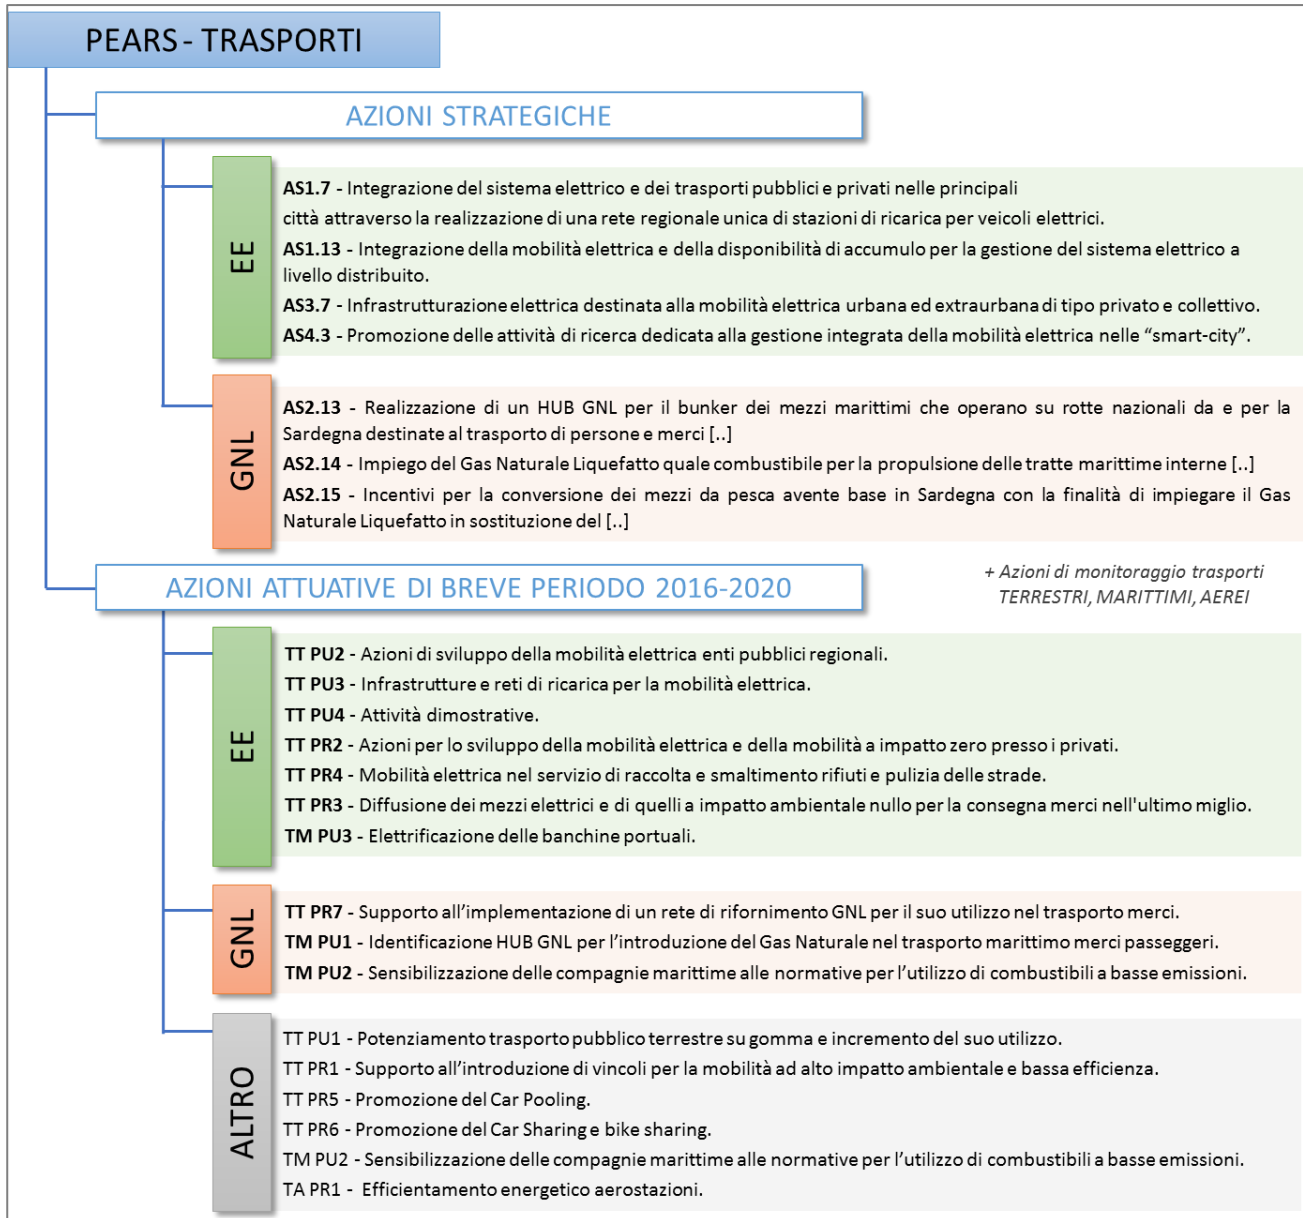 PEARS - TRASPORTI
AZIONI STRATEGICHE
EE
AS1.7 - Integrazione del sistema elettrico e dei trasporti pubblici e privati nelle principali
città attraverso la realizzazione di una rete regionale unica di stazioni di ricarica per veicoli elettrici.
AS1.13 - Integrazione della mobilità elettrica e della disponibilità di accumulo per la gestione del sistema elettrico a
livello distribuito.
AS3.7 - Infrastrutturazione elettrica destinata alla mobilità elettrica urbana ed extraurbana di tipo privato e collettivo.
AS4.3 - Promozione delle attività di ricerca dedicata alla gestione integrata della mobilità elettrica nelle “smart-city”.
GNL
AS2.13 - Realizzazione di un HUB GNL per il bunker dei mezzi marittimi che operano su rotte nazionali da e per la
Sardegna destinate al trasporto di persone e merci [..]
AS2.14 - Impiego del Gas Naturale Liquefatto quale combustibile per la propulsione delle tratte marittime interne [..]
AS2.15 - Incentivi per la conversione dei mezzi da pesca avente base in Sardegna con la finalità di impiegare il Gas
Naturale Liquefatto in sostituzione del [..]
AZIONI ATTUATIVE DI BREVE PERIODO 2016-2020
+ Azioni di monitoraggio trasporti
TERRESTRI, MARITTIMI, AEREI
EE
TT PU2 - Azioni di sviluppo della mobilità elettrica enti pubblici regionali.
TT PU3 - Infrastrutture e reti di ricarica per la mobilità elettrica.
TT PU4 - Attività dimostrative.
TT PR2 - Azioni per lo sviluppo della mobilità elettrica e della mobilità a impatto zero presso i privati.
TT PR4 - Mobilità elettrica nel servizio di raccolta e smaltimento rifiuti e pulizia delle strade.
TT PR3 - Diffusione dei mezzi elettrici e di quelli a impatto ambientale nullo per la consegna merci nell'ultimo miglio.
TM PU3 - Elettrificazione delle banchine portuali.
GNL
TT PR7 - Supporto all’implementazione di un rete di rifornimento GNL per il suo utilizzo nel trasporto merci.
TM PU1 - Identificazione HUB GNL per l’introduzione del Gas Naturale nel trasporto marittimo merci passeggeri.
TM PU2 - Sensibilizzazione delle compagnie marittime alle normative per l’utilizzo di combustibili a basse emissioni.
ALTRO
TT PU1 - Potenziamento trasporto pubblico terrestre su gomma e incremento del suo utilizzo.
TT PR1 - Supporto all’introduzione di vincoli per la mobilità ad alto impatto ambientale e bassa efficienza.
TT PR5 - Promozione del Car Pooling.
TT PR6 - Promozione del Car Sharing e bike sharing.
TM PU2 - Sensibilizzazione delle compagnie marittime alle normative per l’utilizzo di combustibili a basse emissioni.
TA PR1 - Efficientamento energetico aerostazioni.